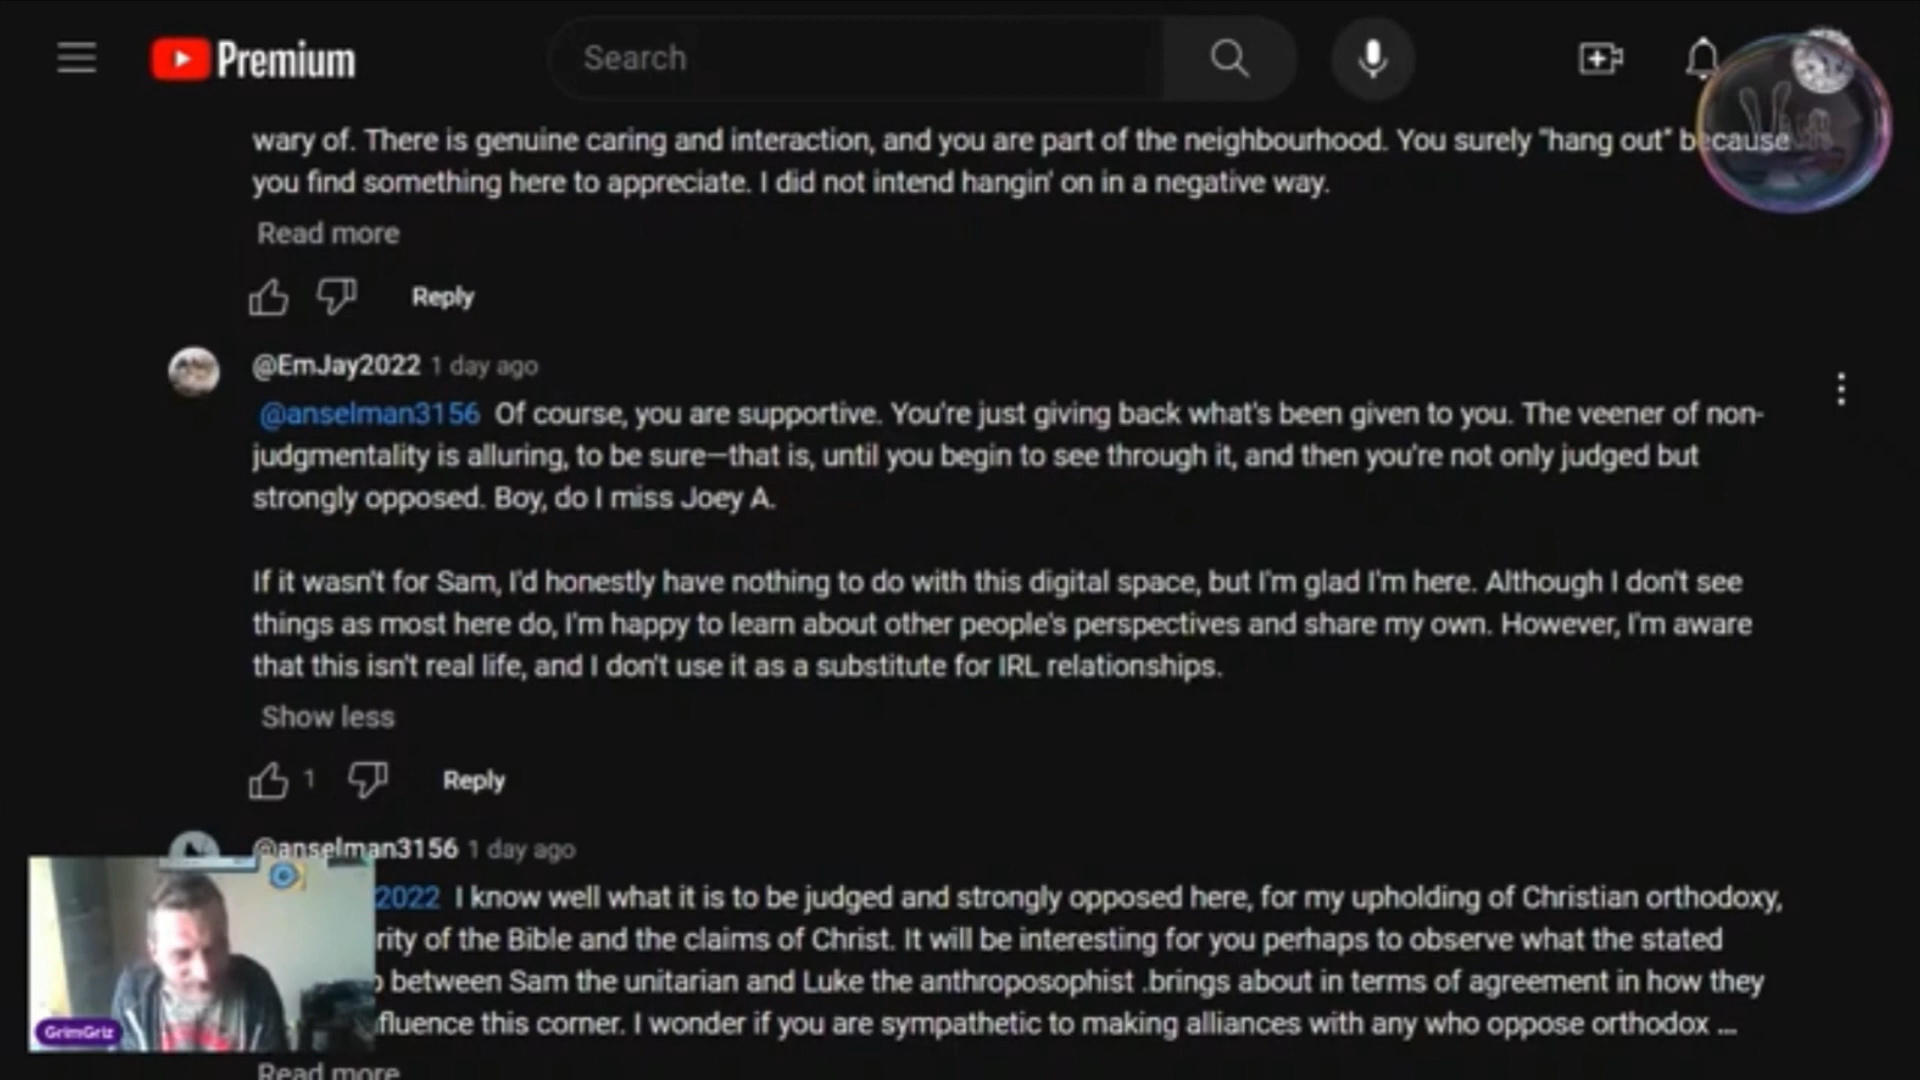 Premium
Search
wary of. There is genuine caring and interaction, and you are part of the neighbourhood. You surely "hang out" because
you find something here to appreciate. I did not intend hangin' on in a negative way.
Read more
Reply
@EmJay2022 1 day ago
@anselman3156 Of course, you are supportive. You're just giving back what's been given to you. The veener of non-
judgmentality is alluring, to be sure—that is, until you begin to see through it, and then you're not only judged but
strongly opposed. Boy, do I miss Joey A.
If it wasn't for Sam, I'd honestly have nothing to do with this digital space, but I'm glad I'm here. Although I don't see
things as most here do, I'm happy to learn about other people's perspectives and share my own. However, I'm aware
that this isn't real life, and I don't use it as a substitute for IRL relationships.
Show less
1 Reply
@anselman3156 1 day ago
2022 I know well what it is to be judged and strongly opposed here, for my upholding of Christian orthodoxy,
rity of the Bible and the claims of Christ. It will be interesting for you perhaps to observe what the stated
between Sam the unitarian and Luke the anthroposophist .brings about in terms of agreement in how they
fluence this corner. I wonder if you are sympathetic to making alliances with any who oppose orthodox ...
GrimGriz
Read more